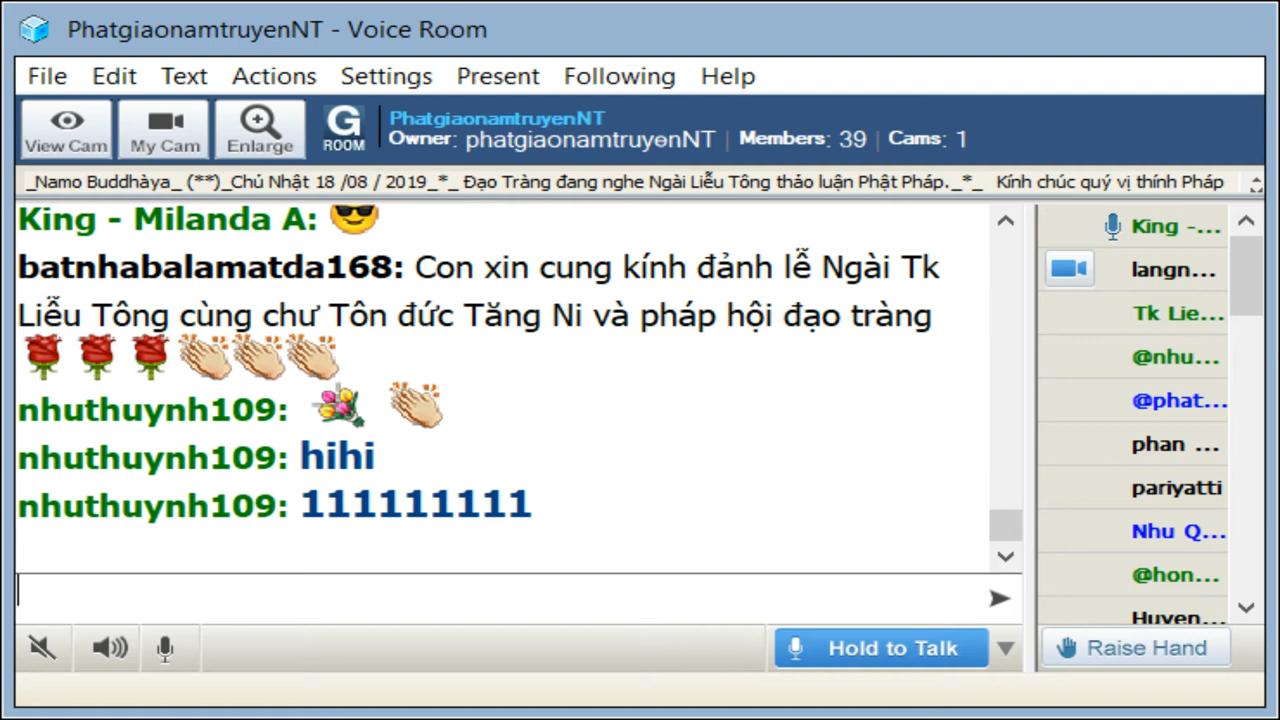 PhatgiaonamtruyenNT - Voice Room
File Edit Text Actions Settings Present Following Help
View Cam My Cam Enlarge G ROOM
PhatgiaonamtruyenNT
Owner: phatgiaonamtruyenNT | Members: 39 | Cams: 1
_Namo Buddhàya_ (**)_Chủ Nhật 18 /08 / 2019_*_ Đạo Tràng đang nghe Ngài Liễu Tông thảo luận Phật Pháp._*_ Kính chúc quý vị thính Pháp
King - Milanda A:
batnhabalamatda168: Con xin cung kính đảnh lễ Ngài Tk
Liễu Tông cùng chư Tôn đức Tăng Ni và pháp hội đạo tràng
nhuthuynh109:
nhuthuynh109: hihi
nhuthuynh109: 111111111
King -...
langn...
Tk Lie...
@nhu...
@phat...
phan ...
pariyatti
Nhu Q...
@hon...
Huyen...
Hold to Talk
Raise Hand